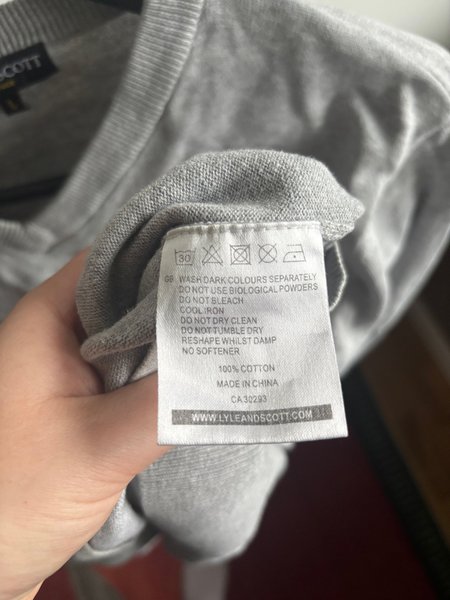 SCOTT
30
GB WASH DARK COLOURS SEPARATELY
DO NOT USE BIOLOGICAL POWDERS
DO NOT BLEACH
COOL IRON
DO NOT DRY CLEAN
DO NOT TUMBLE DRY
RESHAPE WHILST DAMP
NO SOFTENER
100% COTTON
MADE IN CHINA
CA 30293
WWW.LYLEANDSCOTT.COM